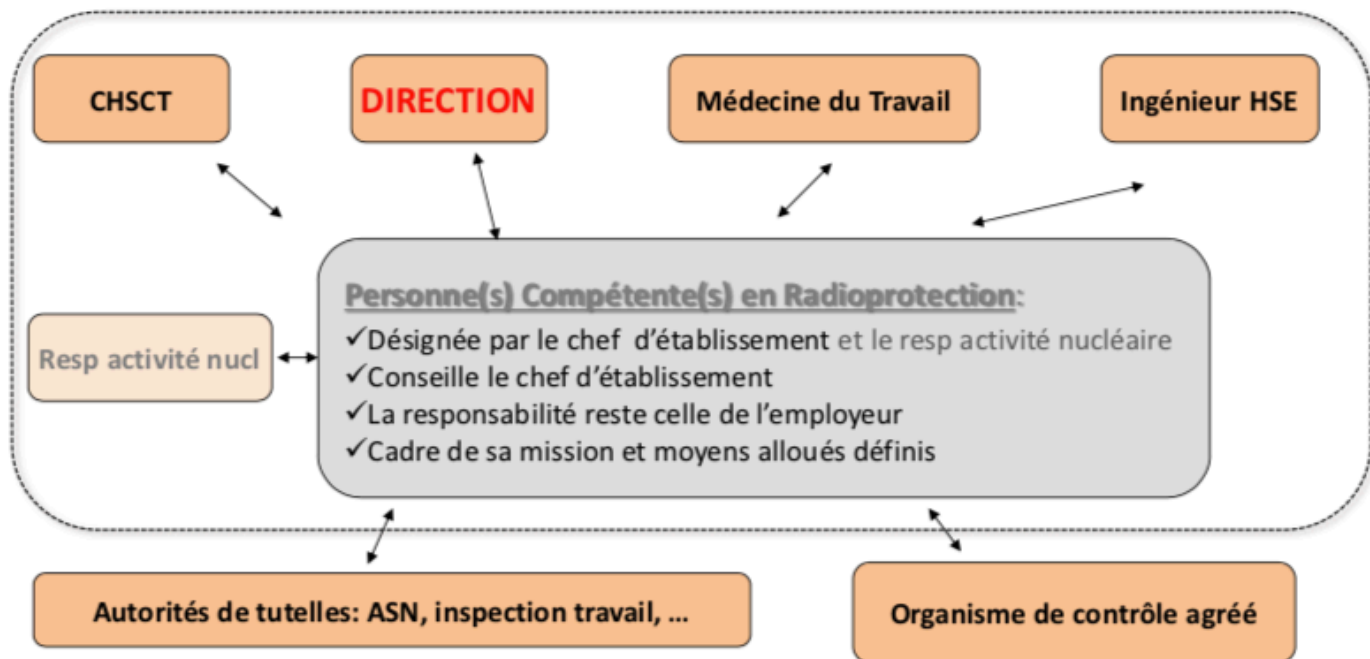 CHSCT
DIRECTION
Médecine du Travail
Ingénieur HSE
Personne(s) Compétente(s) en Radioprotection:
✓Désignée par le chef d’établissement et le resp activité nucléaire
✓Conseille le chef d’établissement
✓La responsabilité reste celle de l’employeur
✓Cadre de sa mission et moyens alloués définis
Resp activité nucl
Autorités de tutelles: ASN, inspection travail, ...
Organisme de contrôle agréé